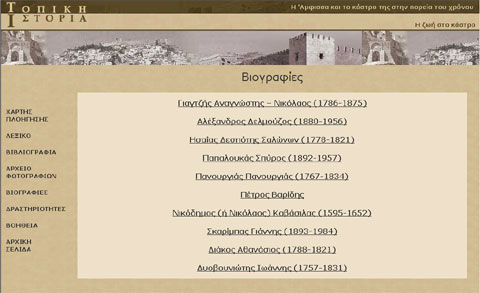 ΤΟΠΙΚΗ
ΙΣΤΟΡΙΑ
Η Άμφισσα και το κάστρο της στην πορεία του χρόνου
Η ζωή στο κάστρο
Βιογραφίες
ΧΑΡΤΗΣ
ΠΛΟΗΓΗΣΗΣ
ΛΕΞΙΚΟ
ΒΙΒΛΙΟΓΡΑΦΙΑ
ΑΡΧΕΙΟ
ΦΩΤΟΓΡΑΦΙΩΝ
ΒΙΟΓΡΑΦΙΕΣ
ΔΡΑΣΤΗΡΙΟΤΗΤΕΣ
ΒΟΗΘΕΙΑ
ΑΡΧΙΚΗ
ΣΕΛΙΔΑ
Γιαγτζής Αναγνώστης – Νικόλαος (1786-1875)
Αλέξανδρος Δελμούζος (1880-1956)
Ησαΐας Δεσπότης Σαλώνων (1778-1821)
Παπαλουκάς Σπύρος (1892-1957)
Πανουργιάς Πανουργιάς (1767-1834)
Πέτρος Βαρίδης
Νικόδημος (ή Νικόλαος) Καβάσιλας (1595-1652)
Σκαρίμπας Γιάννης (1893-1984)
Διάκος Αθανάσιος (1788-1821)
Δυοβουνιώτης Ιωάννης (1757-1831)